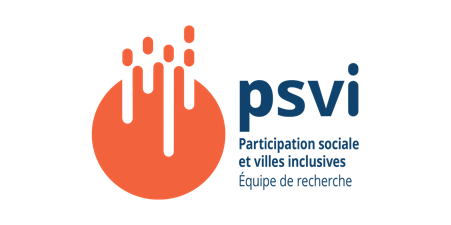 psvi
Participation sociale
et villes inclusives
Équipe de recherche